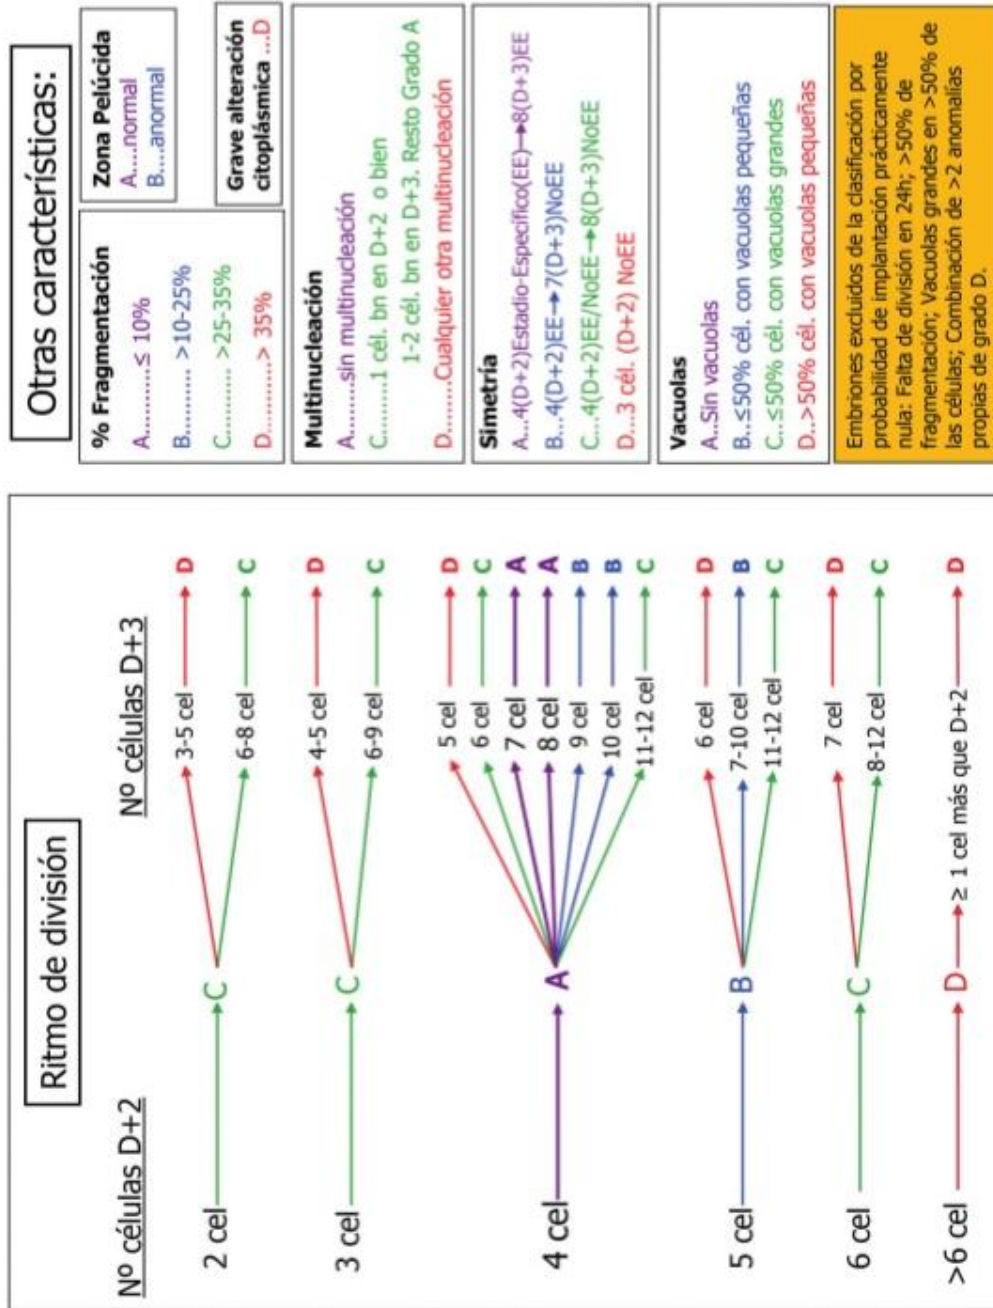 Ritmo de división
Nº células D+2
Nº células D+3
2 cel
C
3-5 cel
D
6-8 cel
C
3 cel
C
4-5 cel
D
6-9 cel
C
4 cel
A
5 cel
D
6 cel
C
7 cel
A
8 cel
A
9 cel
B
10 cel
B
11-12 cel
C
5 cel
B
6 cel
D
7-10 cel
B
11-12 cel
C
6 cel
C
7 cel
D
8-12 cel
C
>6 cel
D
≥ 1 cel más que D+2
D
Otras características:
% Fragmentación
A..........≤ 10%
B......... >10-25%
C......... >25-35%
D..........> 35%
Zona Pelúcida
A....normal
B...anormal
Grave alteración
citoplásmica ...D
Multinucleación
A........sin multinucleación
C........1 cél. bn en D+2 o bien
1-2 cél. bn en D+3. Resto Grado A
D.......Cualquier otra multinucleación
Simetría
A...4(D+2)Estadio-Específico(EE)→8(D+3)EE
B...4(D+2)EE→7(D+3)NoEE
C...4(D+2)EE/NoEE→8(D+3)NoEE
D...3 cél. (D+2) NoEE
Vacuolas
A..Sin vacuolas
B..≤50% cél. con vacuolas pequeñas
C..≤50% cél. con vacuolas grandes
D..>50% cél. con vacuolas pequeñas
Embriones excluidos de la clasificación por
probabilidad de implantación prácticamente
nula: Falta de división en 24h; >50% de
fragmentación; Vacuolas grandes en >50% de
las células; Combinación de >2 anomalías
propias de grado D.